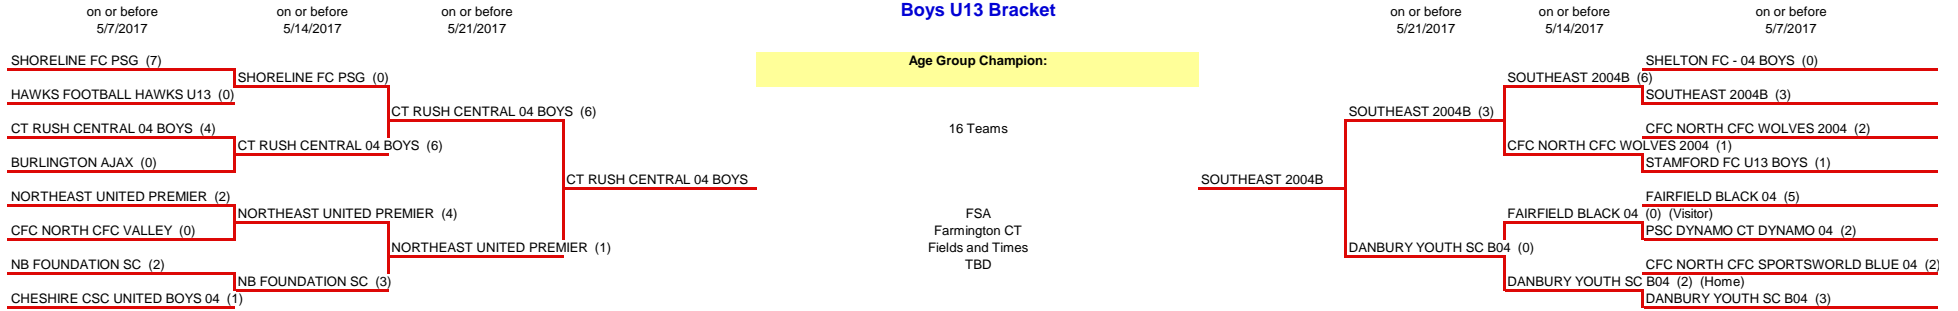 Boys U13 Bracket
on or before
5/7/2017
on or before
5/14/2017
on or before
5/21/2017
on or before
5/21/2017
on or before
5/14/2017
on or before
5/7/2017
SHORELINE FC PSG (7)
HAWKS FOOTBALL HAWKS U13 (0)
CT RUSH CENTRAL 04 BOYS (4)
BURLINGTON AJAX (0)
NORTHEAST UNITED PREMIER (2)
CFC NORTH CFC VALLEY (0)
NB FOUNDATION SC (2)
CHESHIRE CSC UNITED BOYS 04 (1)
SHORELINE FC PSG (0)
CT RUSH CENTRAL 04 BOYS (6)
NORTHEAST UNITED PREMIER (4)
NB FOUNDATION SC (3)
CT RUSH CENTRAL 04 BOYS (6)
NORTHEAST UNITED PREMIER (1)
CT RUSH CENTRAL 04 BOYS
Age Group Champion:
16 Teams
FSA
Farmington CT
Fields and Times
TBD
SOUTHEAST 2004B
SOUTHEAST 2004B (3)
DANBURY YOUTH SC B04 (0)
SOUTHEAST 2004B (6)
CFC NORTH CFC WOLVES 2004 (1)
FAIRFIELD BLACK 04 (0) (Visitor)
DANBURY YOUTH SC B04 (2) (Home)
SHELTON FC - 04 BOYS (0)
SOUTHEAST 2004B (3)
CFC NORTH CFC WOLVES 2004 (2)
STAMFORD FC U13 BOYS (1)
FAIRFIELD BLACK 04 (5)
PSC DYNAMO CT DYNAMO 04 (2)
CFC NORTH CFC SPORTSWORLD BLUE 04 (2)
DANBURY YOUTH SC B04 (3)